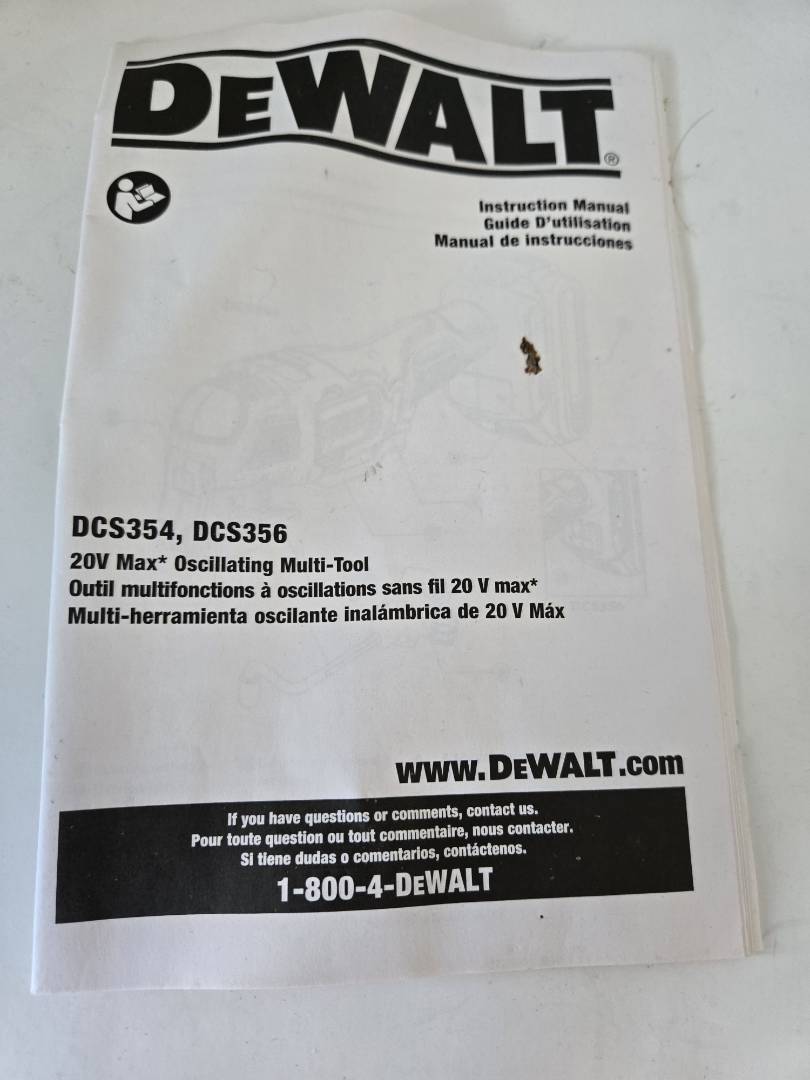 DEWALT®
Instruction Manual
Guide D'utilisation
Manual de instrucciones
DCS354, DCS356
20V Max* Oscillating Multi-Tool
Outil multifonctions à oscillations sans fil 20 V max*
Multi-herramienta oscilante inalámbrica de 20 V Máx
www.DEWALT.com
If you have questions or comments, contact us.
Pour toute question ou tout commentaire, nous contacter.
Si tiene dudas o comentarios, contáctenos.
1-800-4-DEWALT